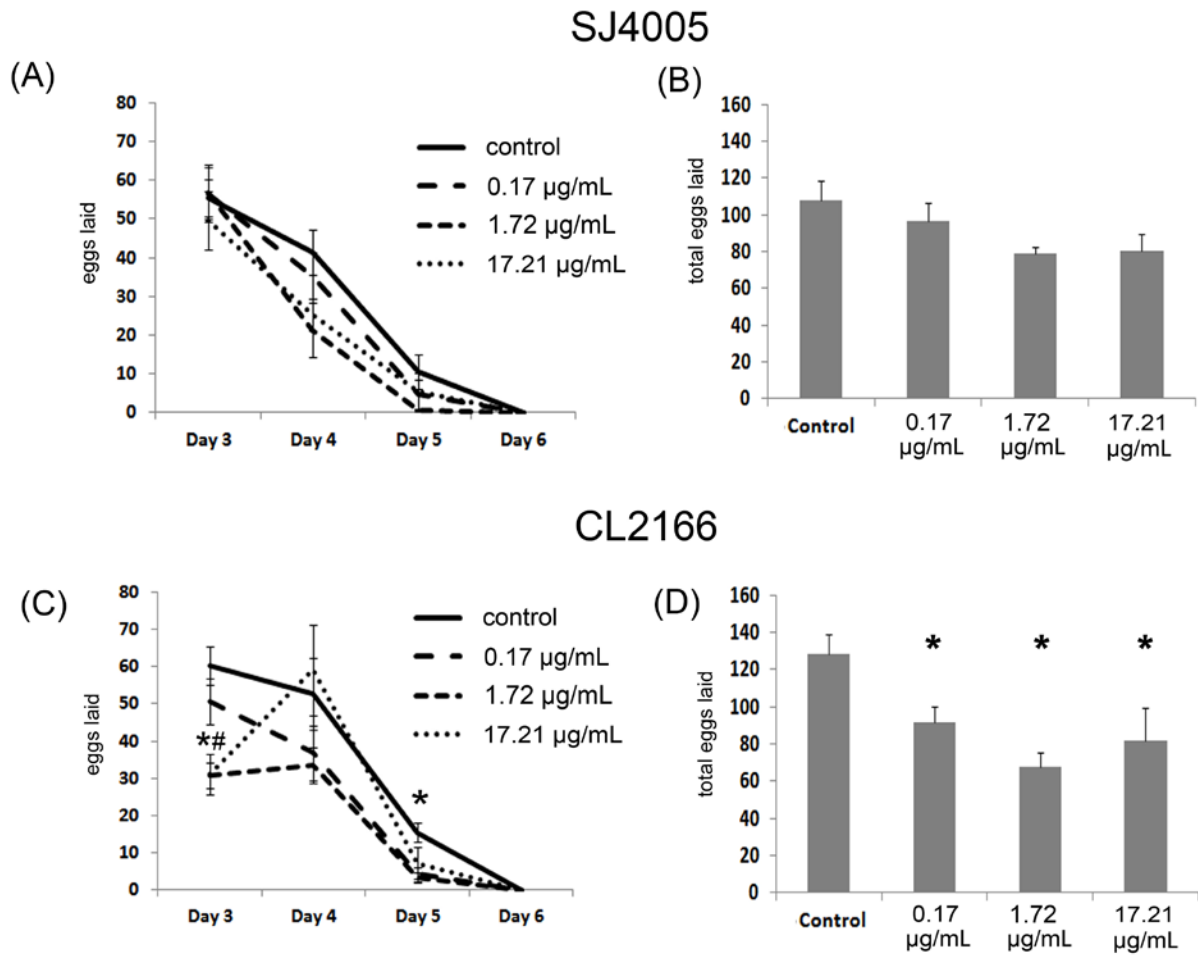 SJ4005
(A)
80
70
60
50
40
30
20
10
0
eggs laid
control
0.17 µg/mL
1.72 µg/mL
17.21 µg/mL
Day 3 Day 4 Day 5 Day 6
(B)
160
140
120
100
80
60
40
20
0
total eggs laid
Control 0.17 µg/mL 1.72 µg/mL 17.21 µg/mL
CL2166
(C)
80
70
60
50
40
30
20
10
0
eggs laid
control
0.17 µg/mL
1.72 µg/mL
17.21 µg/mL
*#
*
Day 3 Day 4 Day 5 Day 6
(D)
160
140
120
100
80
60
40
20
0
total eggs laid
* * *
Control 0.17 µg/mL 1.72 µg/mL 17.21 µg/mL